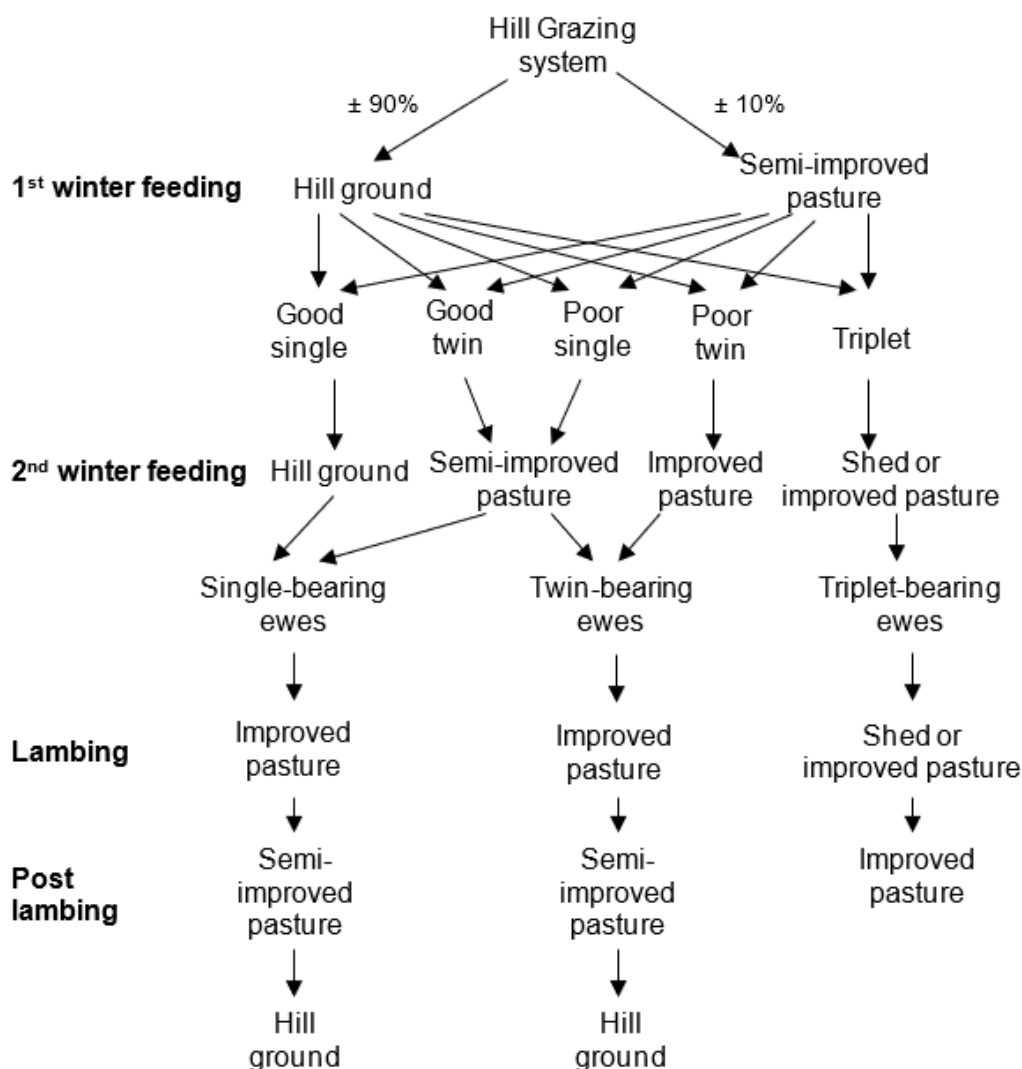 Hill Grazing
system
± 90%
± 10%
1st winter feeding
Hill ground
Semi-improved
pasture
Good
single
Good
twin
Poor
single
Poor
twin
Triplet
2nd winter feeding
Hill ground
Semi-improved
pasture
Improved
pasture
Shed or
improved pasture
Single-bearing
ewes
Twin-bearing
ewes
Triplet-bearing
ewes
Lambing
Improved
pasture
Improved
pasture
Shed or
improved pasture
Post
lambing
Semi-
improved
pasture
Semi-
improved
pasture
Improved
pasture
Hill
ground
Hill
ground